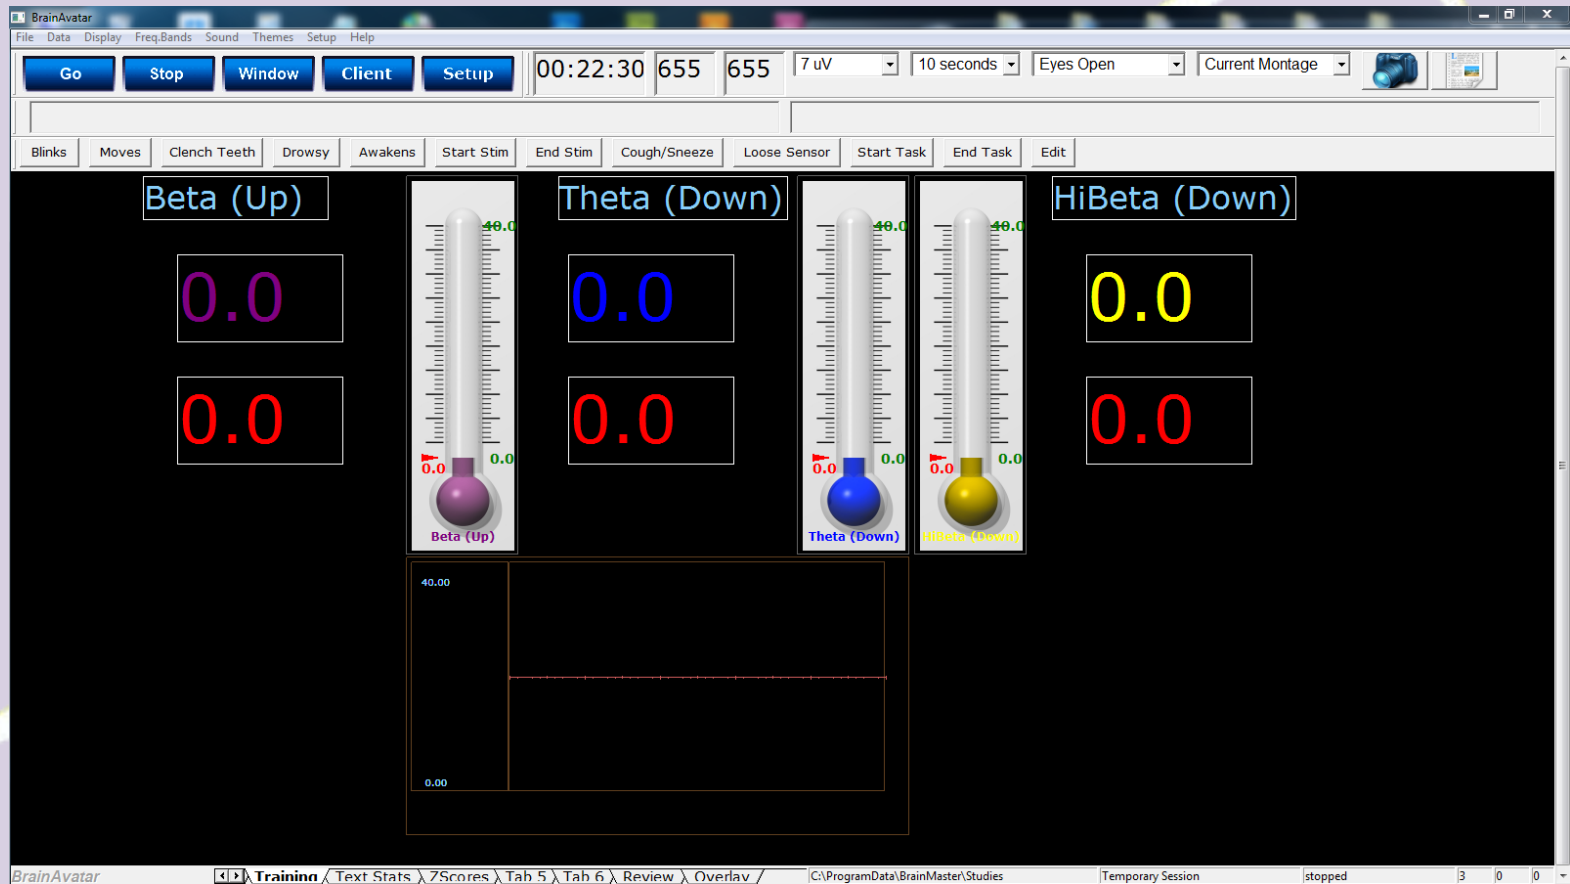 BrainAvatar
File Data Display Freq.Bands Sound Themes Setup Help
Go Stop Window Client Setup 00:22:30 655 655 7 uV 10 seconds Eyes Open Current Montage
Blinks Moves Clench Teeth Drowsy Awakens Start Stim End Stim Cough/Sneeze Loose Sensor Start Task End Task Edit
Beta (Up) Theta (Down) HiBeta (Down)
40.0 40.0 40.0
0.0 0.0 0.0
0.0 0.0 0.0
0.0 0.0 0.0 0.0 0.0 0.0
Beta (Up) Theta (Down) HiBeta (Down)
40.00
0.00
BrainAvatar Training Text Stats ZScores Tab 5 Tab 6 Review Overlay C:\ProgramData\BrainMaster\Studies Temporary Session stopped 3 0 0